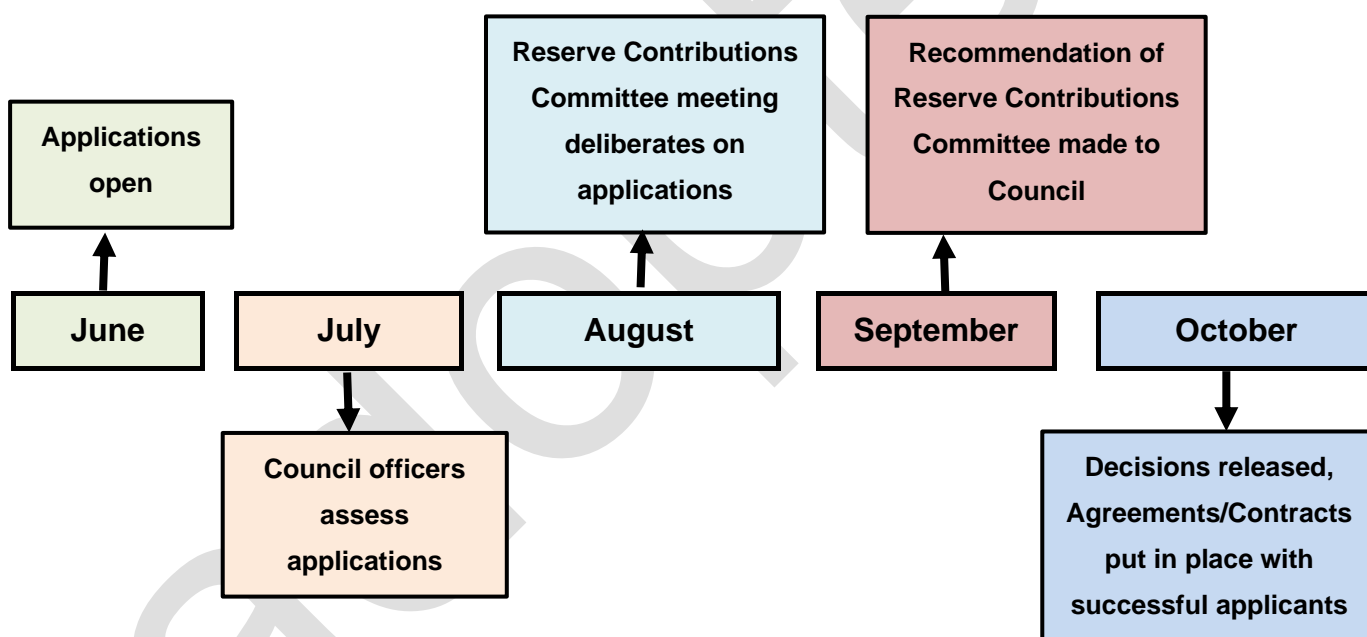 Reserve Contributions
Committee meeting
deliberates on
applications
Recommendation of
Reserve Contributions
Committee made to
Council
Applications
open
June
July
August
September
October
Council officers
assess
applications
Decisions released,
Agreements/Contracts
put in place with
successful applicants